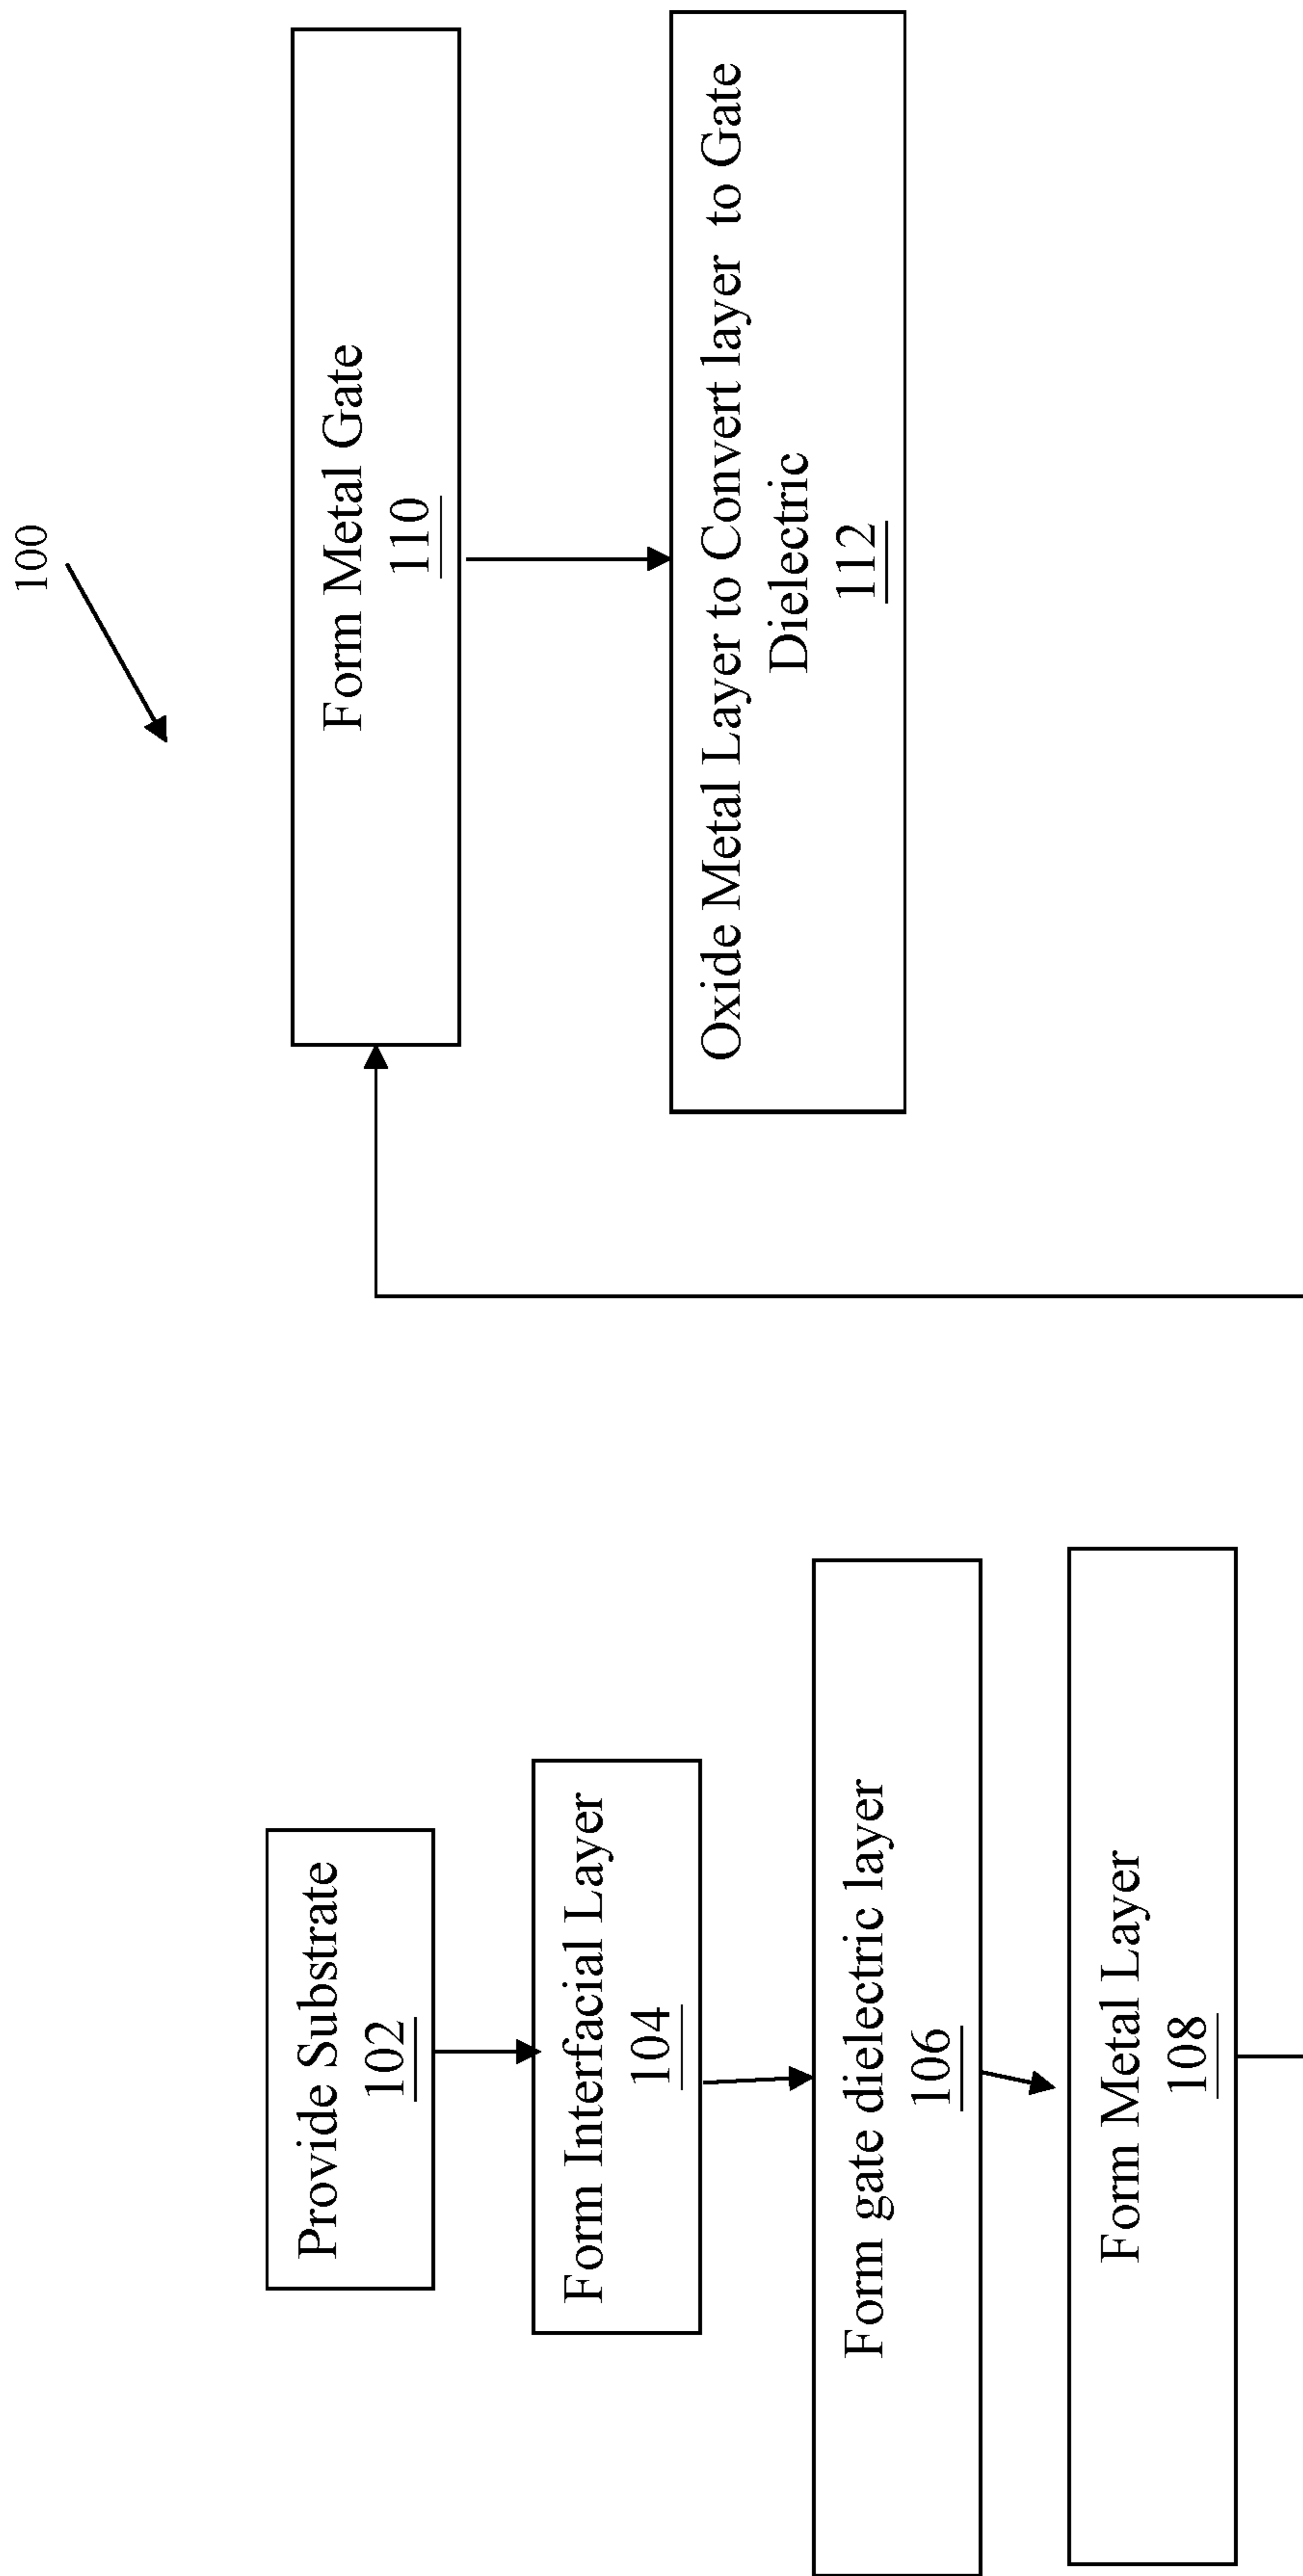 100
Provide Substrate
102
Form Interfacial Layer
104
Form gate dielectric layer
106
Form Metal Layer
108
Form Metal Gate
110
Oxide Metal Layer to Convert layer to Gate
Dielectric
112